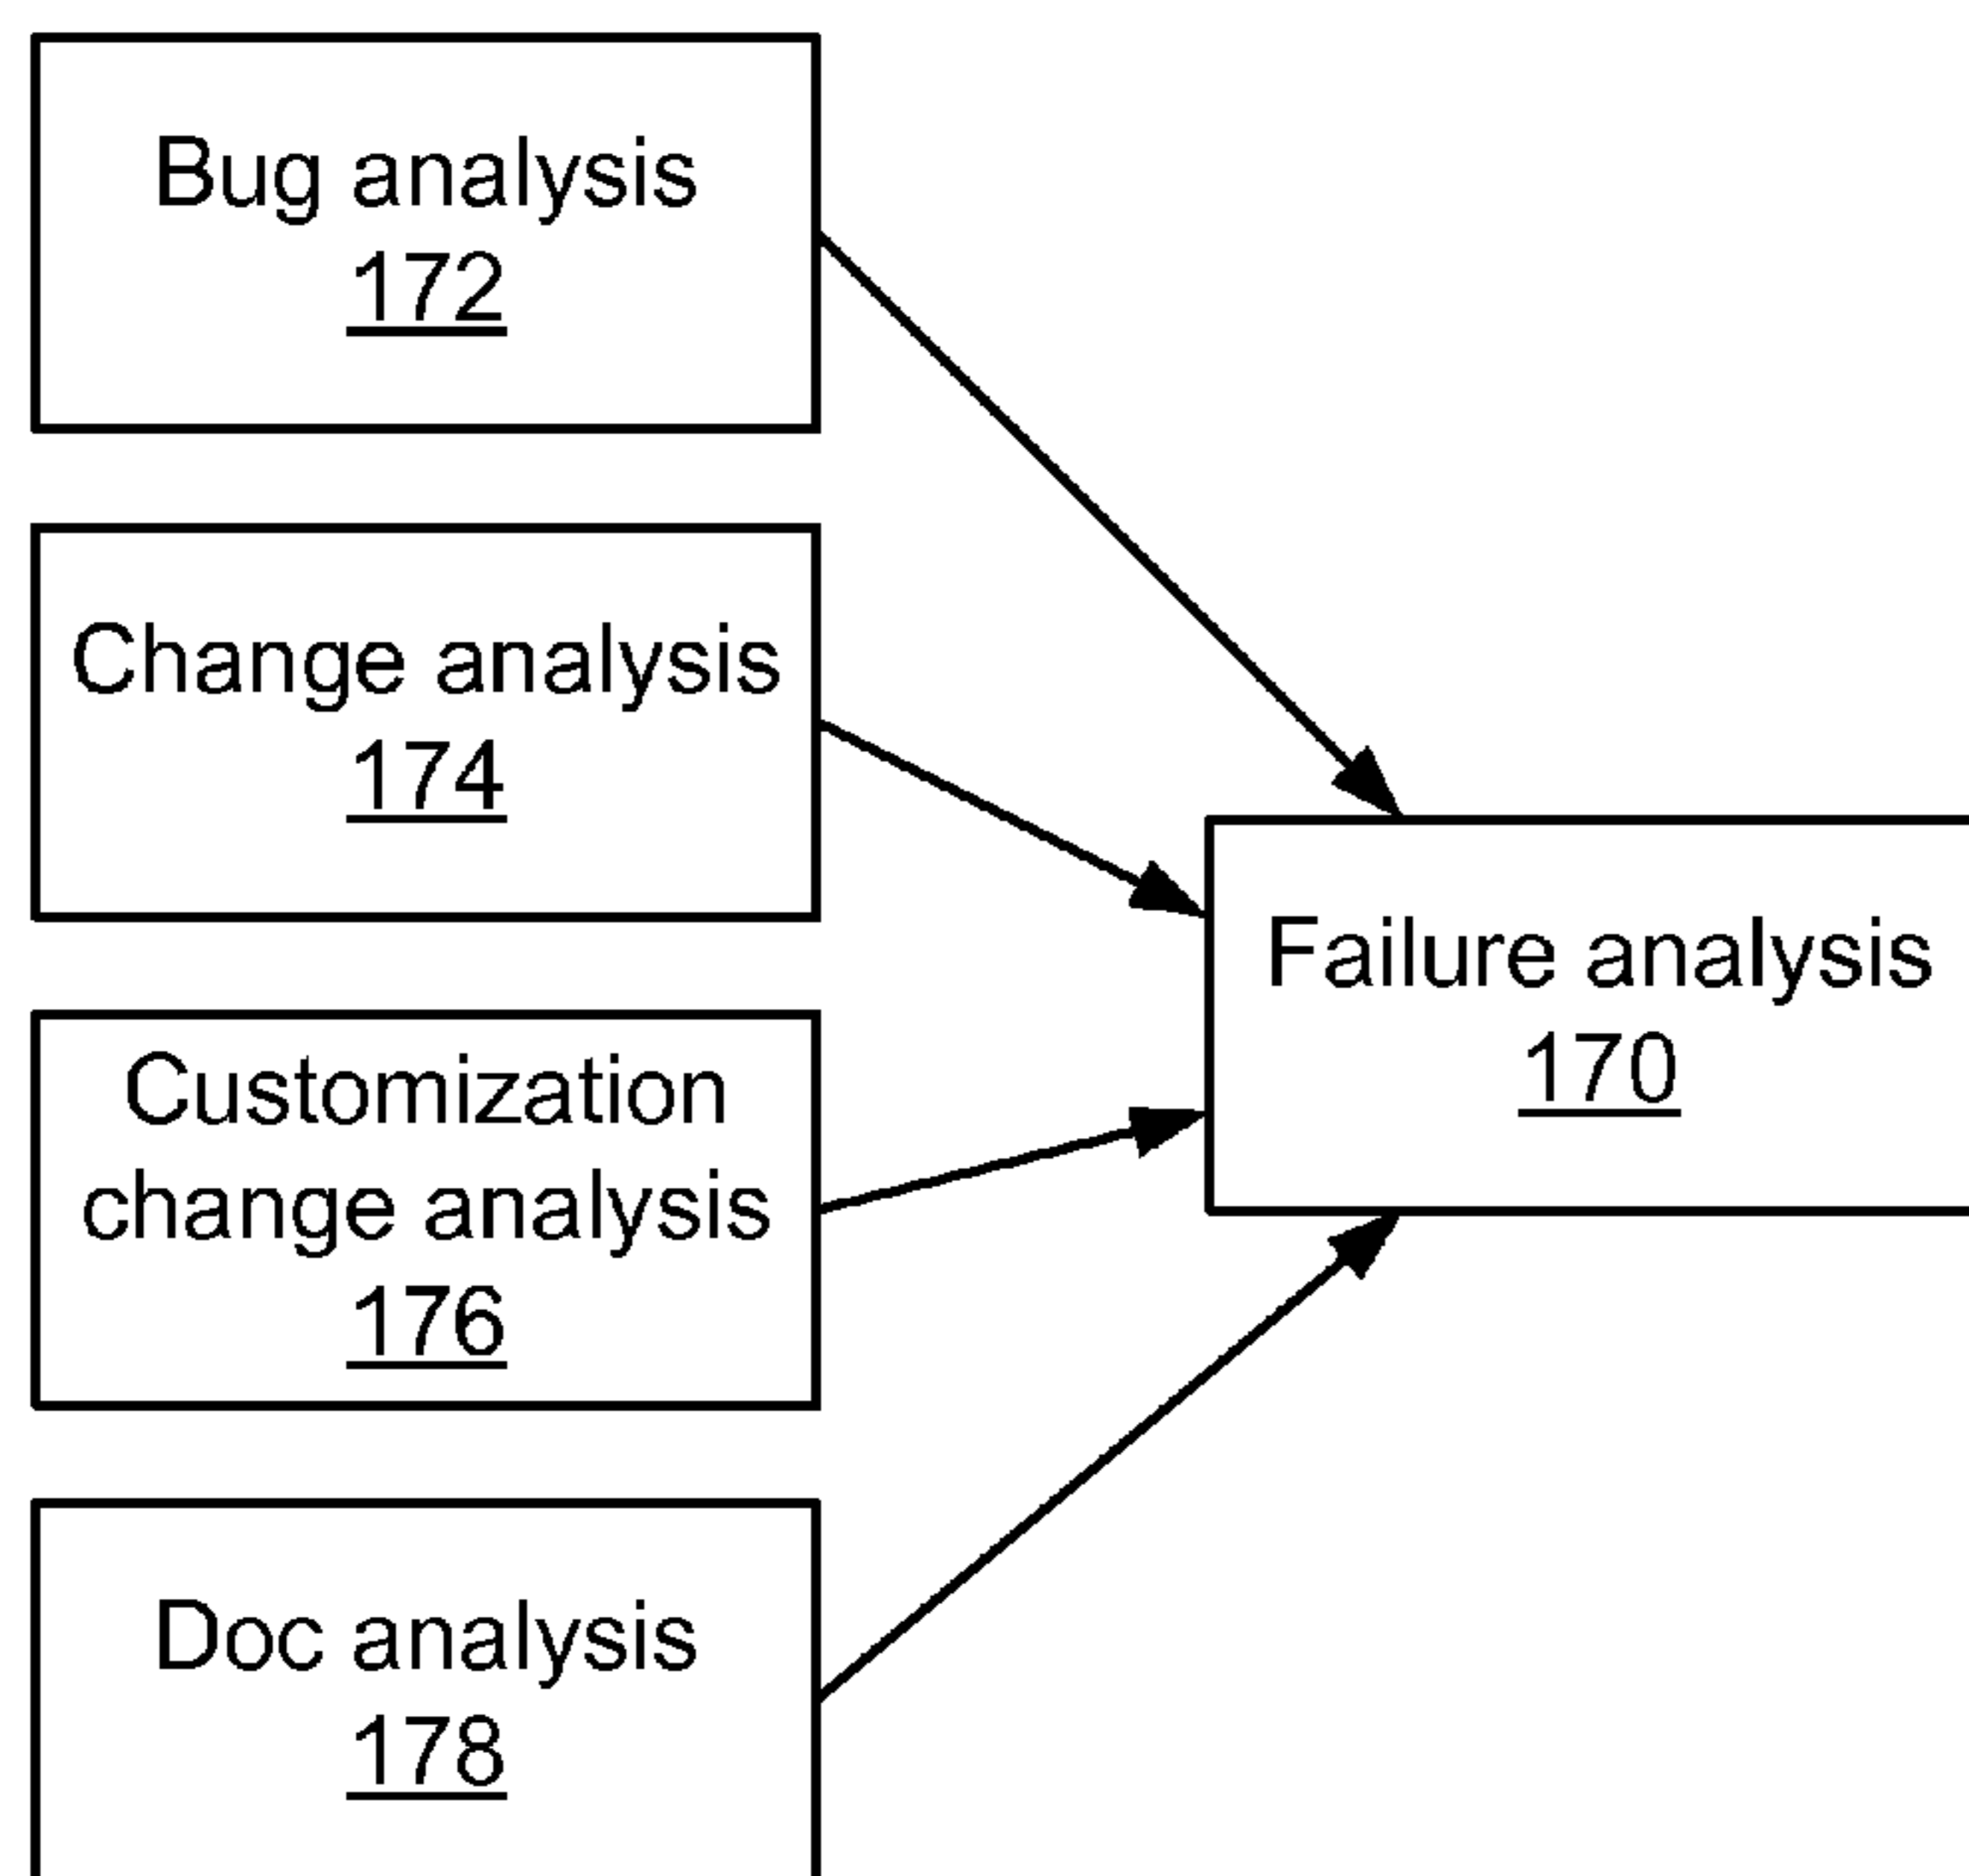 Bug analysis
172
Change analysis
174
Customization
change analysis
176
Doc analysis
178
Failure analysis
170